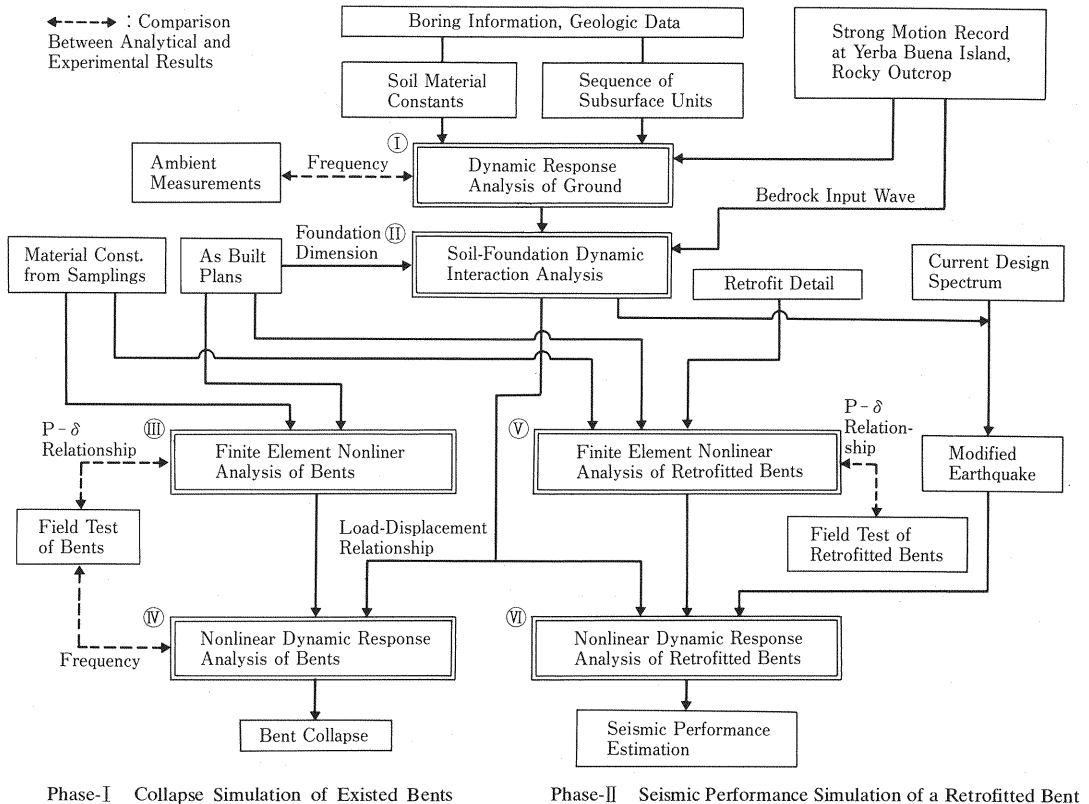 : Comparison
Between Analytical and
Experimental Results
Boring Information, Geologic Data
Strong Motion Record
at Yerba Buena Island,
Rocky Outcrop
Soil Material
Constants
Sequence of
Subsurface Units
Ⅰ
Ambient
Measurements
Frequency
Dynamic Response
Analysis of Ground
Bedrock Input Wave
Material Const.
from Samplings
As Built
Plans
Foundation
Dimension
Ⅱ
Soil-Foundation Dynamic
Interaction Analysis
Retrofit Detail
Current Design
Spectrum
P-δ
Relationship
Ⅲ
Finite Element Nonliner
Analysis of Bents
Ⅴ
Finite Element Nonlinear
Analysis of Retrofitted Bents
P-δ
Relation-
ship
Modified
Earthquake
Field Test
of Bents
Load-Displacement
Relationship
Field Test of
Retrofitted Bents
Frequency
Ⅳ
Nonlinear Dynamic Response
Analysis of Bents
Ⅵ
Nonlinear Dynamic Response
Analysis of Retrofitted Bents
Bent Collapse
Seismic Performance
Estimation
Phase-Ⅰ Collapse Simulation of Existed Bents
Phase-Ⅱ Seismic Performance Simulation of a Retrofitted Bent